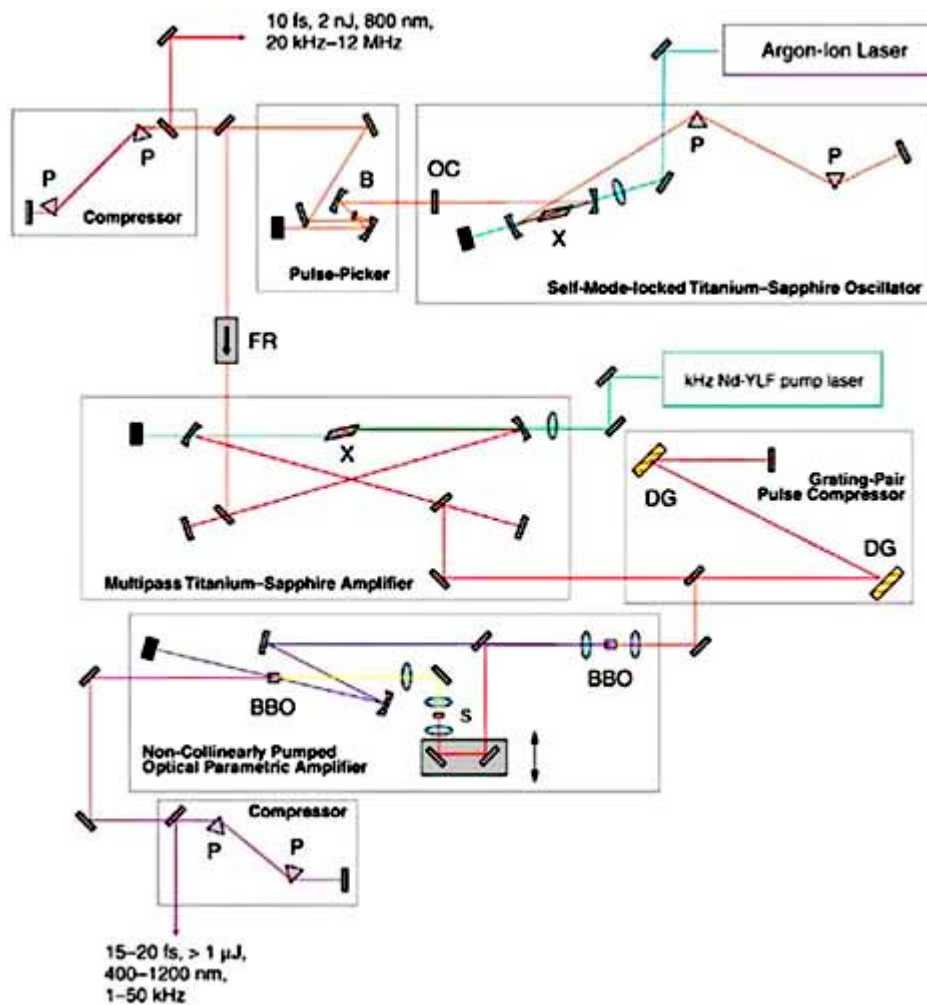 10 fs, 2 nJ, 800 nm,
20 kHz–12 MHz
Argon-Ion Laser
P
P
Compressor
B
Pulse-Picker
OC
X
P
P
Self-Mode-locked Titanium–Sapphire Oscillator
FR
kHz Nd-YLF pump laser
X
Multipass Titanium–Sapphire Amplifier
DG
Grating-Pair
Pulse Compressor
DG
BBO
BBO
S
Non-Collinearly Pumped
Optical Parametric Amplifier
Compressor
P
P
15–20 fs, > 1 μJ,
400–1200 nm,
1–50 kHz